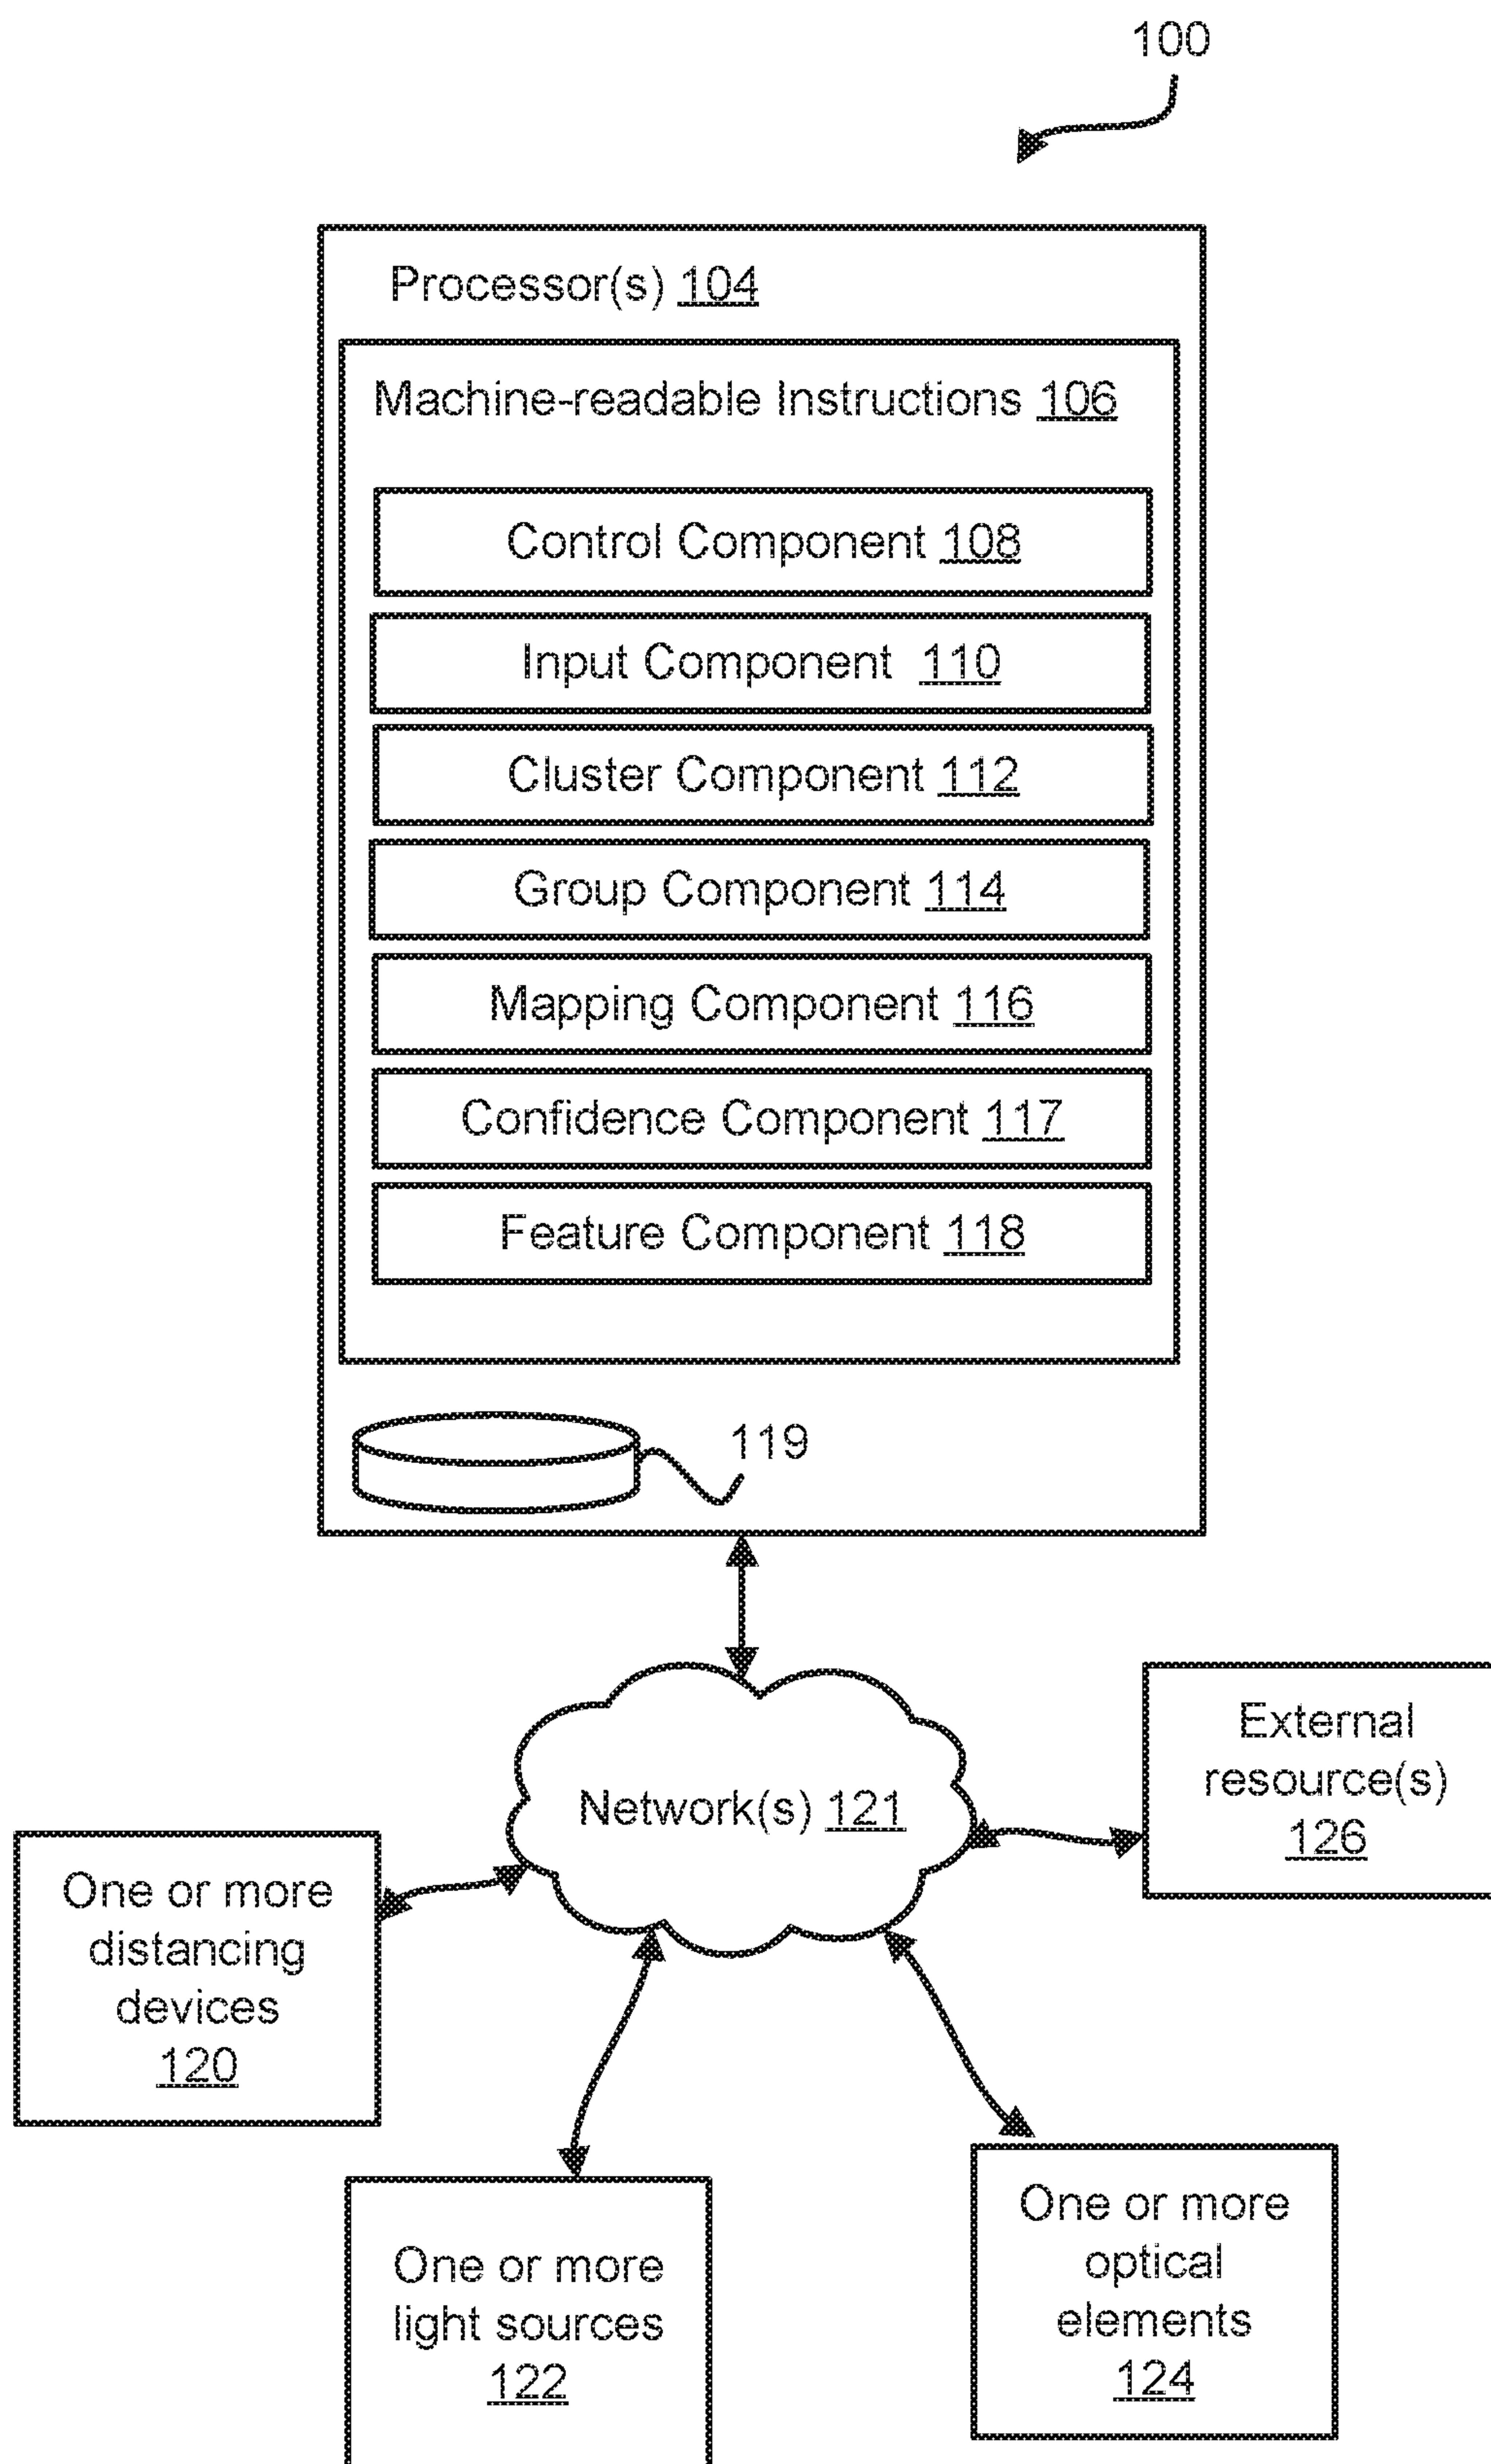 100
Processor(s) 104
Machine-readable Instructions 106
Control Component 108
Input Component 110
Cluster Component 112
Group Component 114
Mapping Component 116
Confidence Component 117
Feature Component 118
119
Network(s) 121
External
resource(s)
126
One or more
distancing
devices
120
One or more
light sources
122
One or more
optical
elements
124